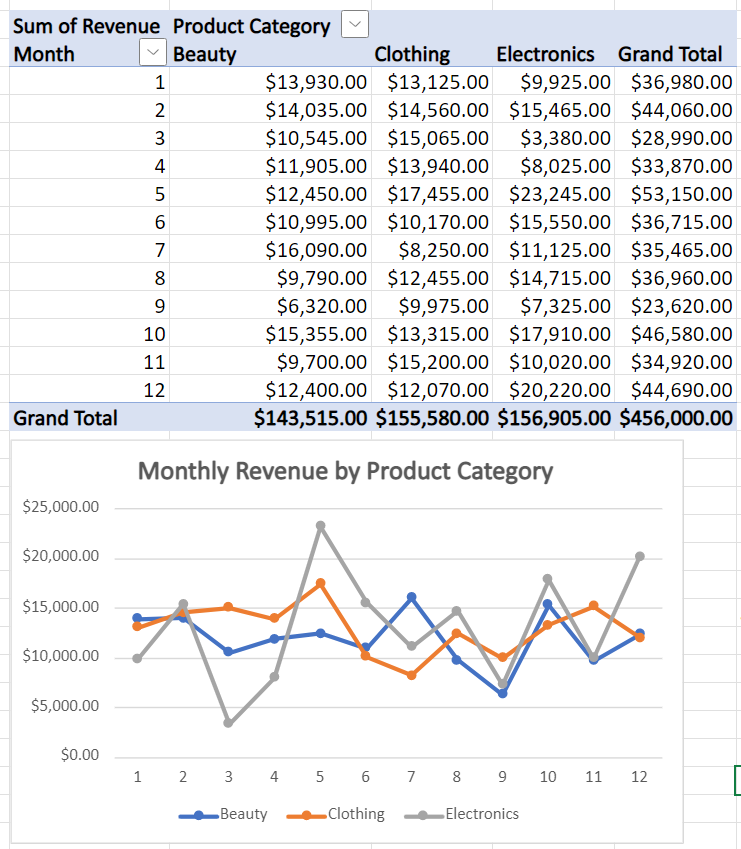 Sum of Revenue Product Category
Month Beauty Clothing Electronics Grand Total
1 $13,930.00 $13,125.00 $9,925.00 $36,980.00
2 $14,035.00 $14,560.00 $15,465.00 $44,060.00
3 $10,545.00 $15,065.00 $3,380.00 $28,990.00
4 $11,905.00 $13,940.00 $8,025.00 $33,870.00
5 $12,450.00 $17,455.00 $23,245.00 $53,150.00
6 $10,995.00 $10,170.00 $15,550.00 $36,715.00
7 $16,090.00 $8,250.00 $11,125.00 $35,465.00
8 $9,790.00 $12,455.00 $14,715.00 $36,960.00
9 $6,320.00 $9,975.00 $7,325.00 $23,620.00
10 $15,355.00 $13,315.00 $17,910.00 $46,580.00
11 $9,700.00 $15,200.00 $10,020.00 $34,920.00
12 $12,400.00 $12,070.00 $20,220.00 $44,690.00
Grand Total $143,515.00 $155,580.00 $156,905.00 $456,000.00
Monthly Revenue by Product Category
$25,000.00
$20,000.00
$15,000.00
$10,000.00
$5,000.00
$0.00
1 2 3 4 5 6 7 8 9 10 11 12
Beauty Clothing Electronics